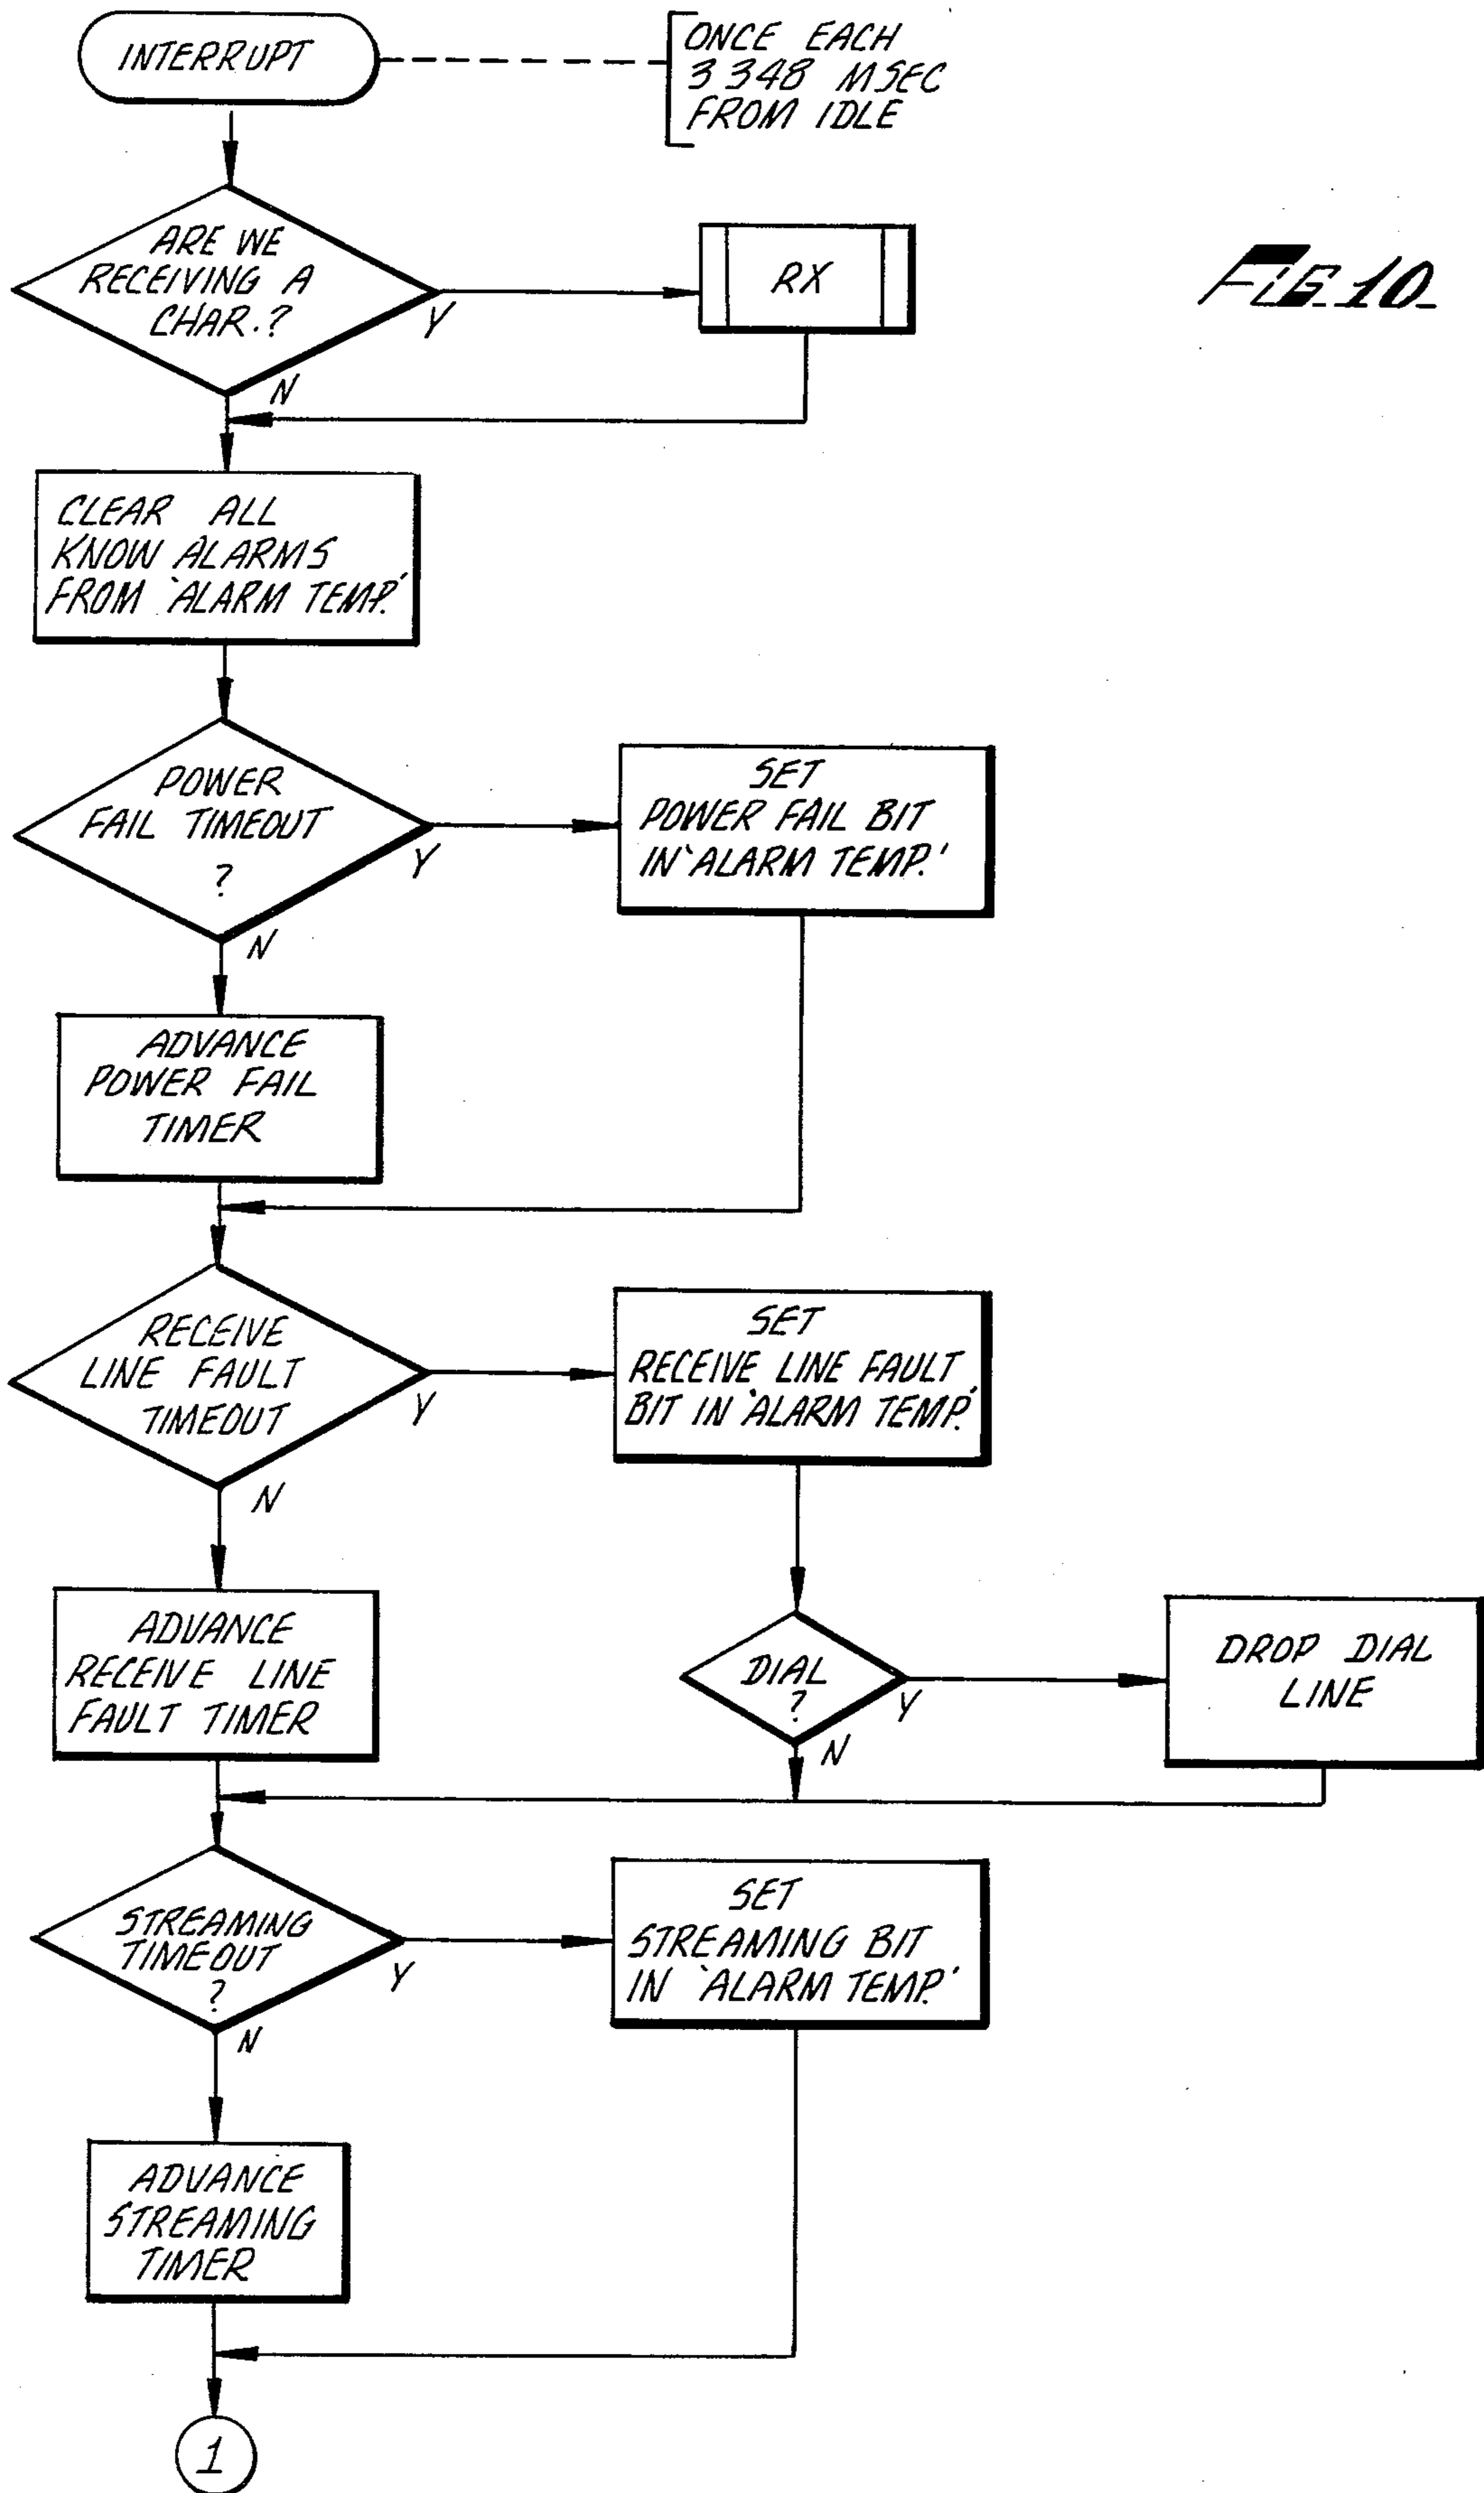 INTERRUPT
ONCE EACH
3 348 MSEC
FROM IDLE
FIG. 10.
ARE WE
RECEIVING A
CHAR.?
Y
RX
N
CLEAR ALL
KNOW ALARMS
FROM 'ALARM TEMP.'
POWER
FAIL TIMEOUT
?
Y
SET
POWER FAIL BIT
IN 'ALARM TEMP.'
N
ADVANCE
POWER FAIL
TIMER
RECEIVE
LINE FAULT
TIMEOUT
Y
SET
RECEIVE LINE FAULT
BIT IN 'ALARM TEMP.'
N
ADVANCE
RECEIVE LINE
FAULT TIMER
DIAL
?
Y
DROP DIAL
LINE
N
STREAMING
TIMEOUT
?
Y
SET
STREAMING BIT
IN 'ALARM TEMP.'
N
ADVANCE
STREAMING
TIMER
1